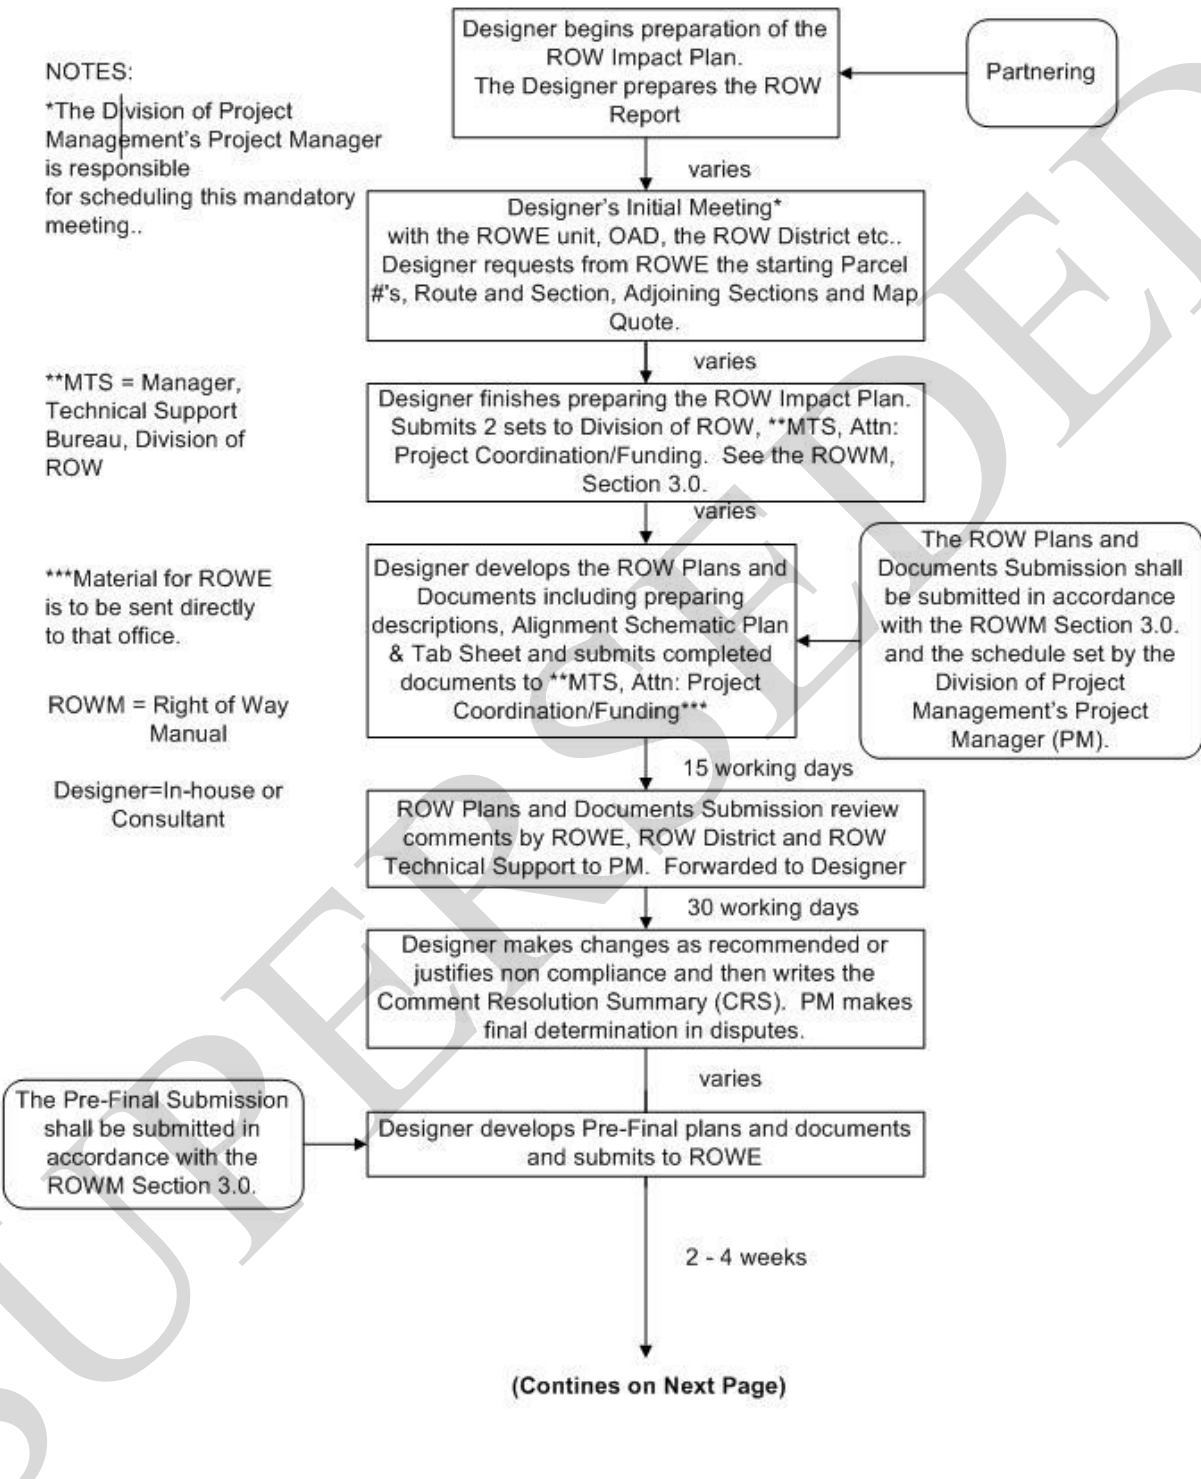 Designer begins preparation of the
ROW Impact Plan.
The Designer prepares the ROW
Report
Partnering
NOTES:
*The Division of Project
Management's Project Manager
is responsible
for scheduling this mandatory
meeting..
varies
Designer's Initial Meeting*
with the ROWE unit, OAD, the ROW District etc..
Designer requests from ROWE the starting Parcel
#'s, Route and Section, Adjoining Sections and Map
Quote.
varies
**MTS = Manager,
Technical Support
Bureau, Division of
ROW
Designer finishes preparing the ROW Impact Plan.
Submits 2 sets to Division of ROW, **MTS, Attn:
Project Coordination/Funding. See the ROWM,
Section 3.0.
varies
***Material for ROWE
is to be sent directly
to that office.
Designer develops the ROW Plans and
Documents including preparing
descriptions, Alignment Schematic Plan
& Tab Sheet and submits completed
documents to **MTS, Attn: Project
Coordination/Funding***
The ROW Plans and
Documents Submission shall
be submitted in accordance
with the ROWM Section 3.0.
and the schedule set by the
Division of Project
Management's Project
Manager (PM).
ROWM = Right of Way
Manual
15 working days
Designer=In-house or
Consultant
ROW Plans and Documents Submission review
comments by ROWE, ROW District and ROW
Technical Support to PM. Forwarded to Designer
30 working days
Designer makes changes as recommended or
justifies non compliance and then writes the
Comment Resolution Summary (CRS). PM makes
final determination in disputes.
varies
The Pre-Final Submission
shall be submitted in
accordance with the
ROWM Section 3.0.
Designer develops Pre-Final plans and documents
and submits to ROWE
2 - 4 weeks
(Contines on Next Page)
SUPERSEDED